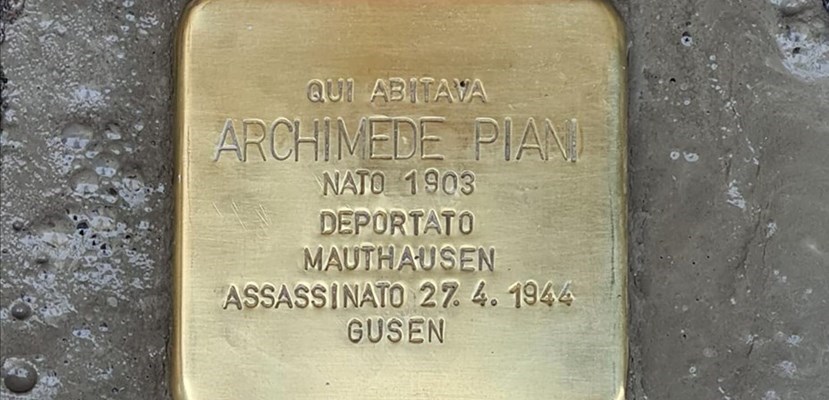 QUI ABITAVA
ARCHIMEDE PIANI
NATO 1903
DEPORTATO
MAUTHAUSEN
ASSASSINATO 27. 4. 1944
GUSEN